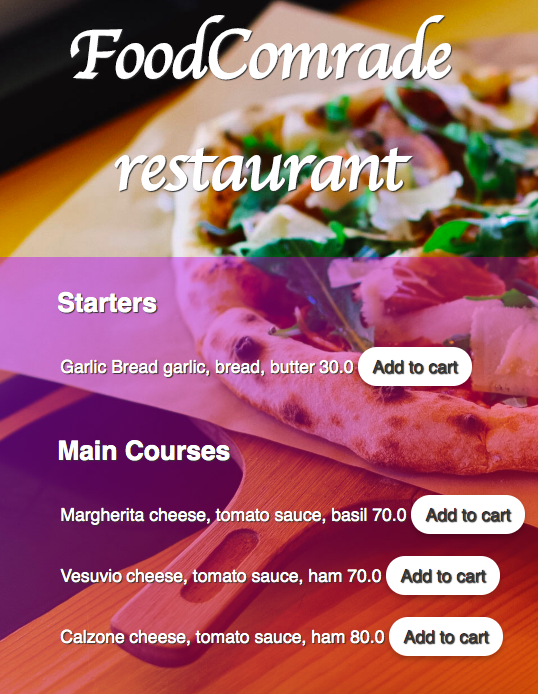 FoodComrade
restaurant
Starters
Garlic Bread garlic, bread, butter 30.0 Add to cart
Main Courses
Margherita cheese, tomato sauce, basil 70.0 Add to cart
Vesuvio cheese, tomato sauce, ham 70.0 Add to cart
Calzone cheese, tomato sauce, ham 80.0 Add to cart